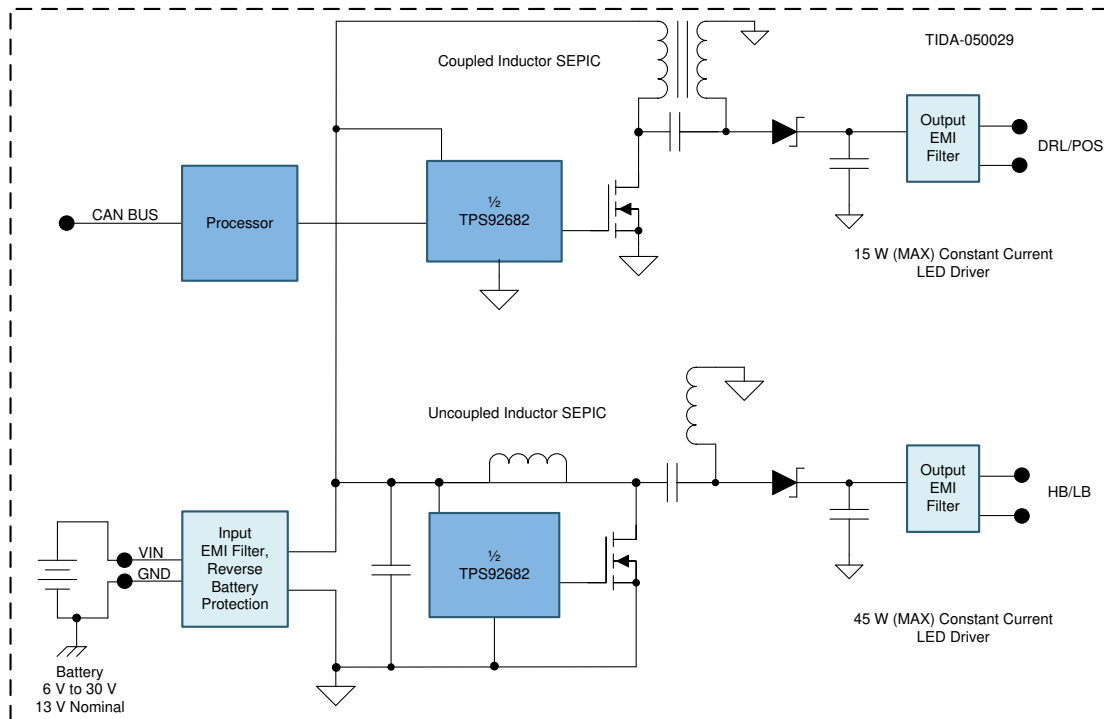 TIDA-050029
Coupled Inductor SEPIC
Output
EMI
Filter
DRL/POS
CAN BUS
Processor
½
TPS92682
15 W (MAX) Constant Current
LED Driver
Uncoupled Inductor SEPIC
Output
EMI
Filter
HB/LB
VIN
GND
Input
EMI Filter,
Reverse
Battery
Protection
½
TPS92682
45 W (MAX) Constant Current
LED Driver
Battery
6 V to 30 V
13 V Nominal